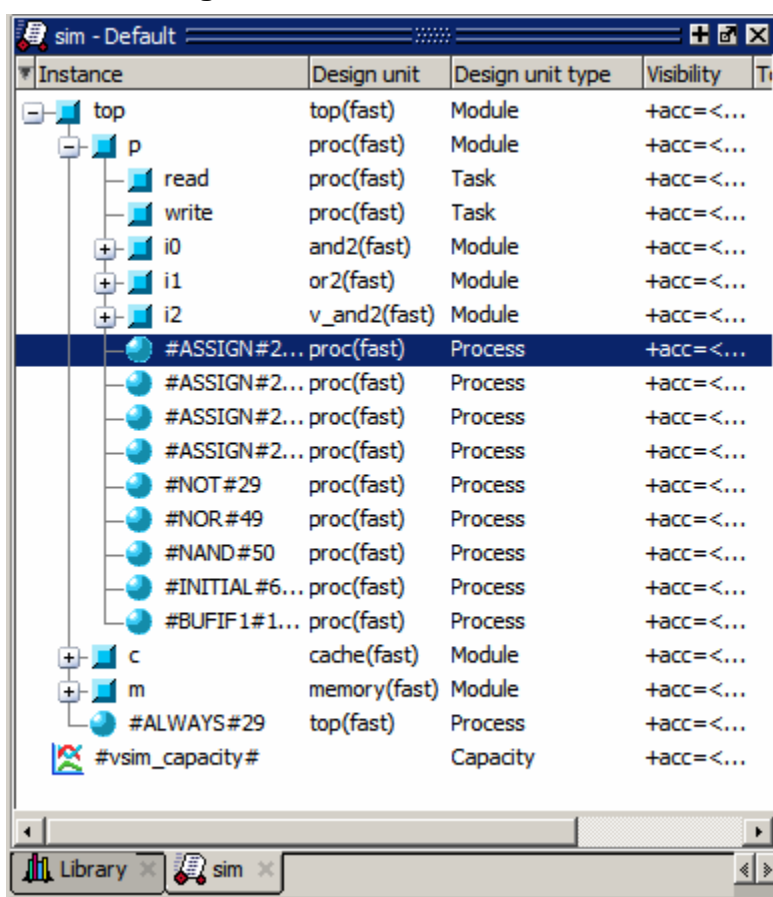 sim - Default
Instance Design unit Design unit type Visibility
top top(fast) Module +acc=<...
p proc(fast) Module +acc=<...
read proc(fast) Task +acc=<...
write proc(fast) Task +acc=<...
i0 and2(fast) Module +acc=<...
i1 or2(fast) Module +acc=<...
i2 v_and2(fast) Module +acc=<...
#ASSIGN#2... proc(fast) Process +acc=<...
#ASSIGN#2... proc(fast) Process +acc=<...
#ASSIGN#2... proc(fast) Process +acc=<...
#ASSIGN#2... proc(fast) Process +acc=<...
#NOT#29 proc(fast) Process +acc=<...
#NOR#49 proc(fast) Process +acc=<...
#NAND#50 proc(fast) Process +acc=<...
#INITIAL#6... proc(fast) Process +acc=<...
#BUFIF1#1... proc(fast) Process +acc=<...
c cache(fast) Module +acc=<...
m memory(fast) Module +acc=<...
#ALWAYS#29 top(fast) Process +acc=<...
#vsim_capacity# Capacity +acc=<...
Library sim